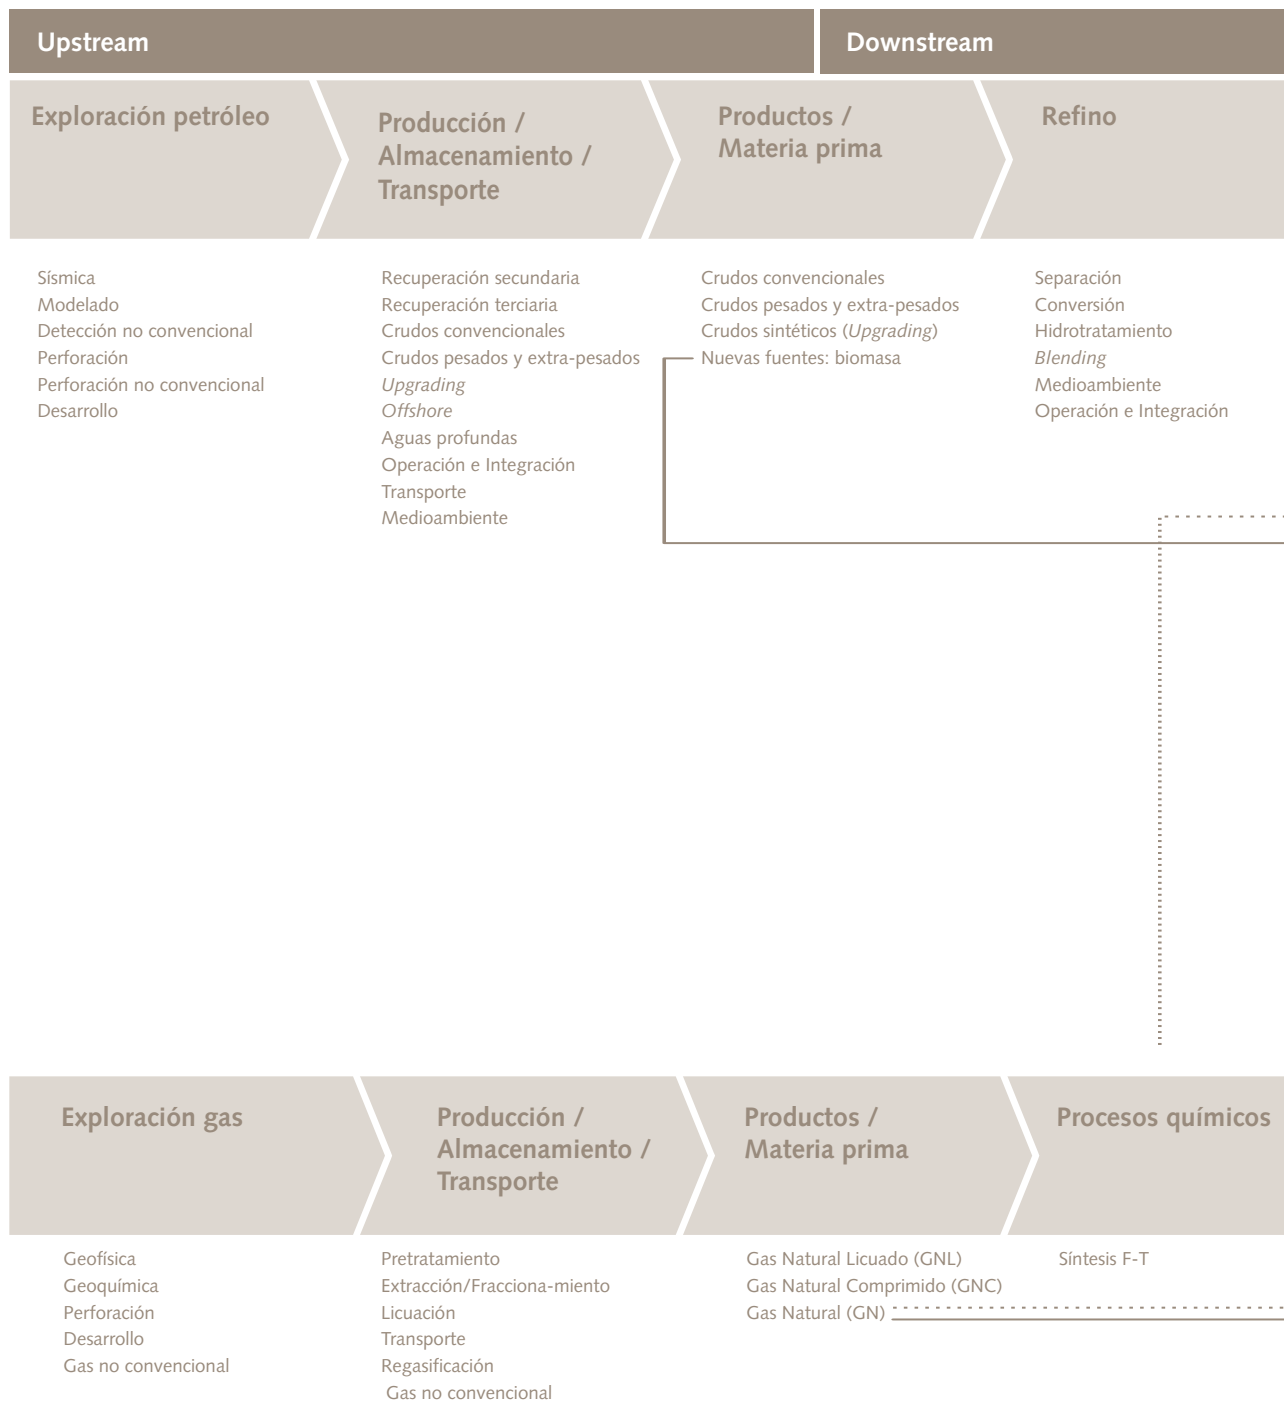 Upstream
Downstream
Exploración petróleo
Producción /
Almacenamiento /
Transporte
Productos /
Materia prima
Refino
Sísmica
Modelado
Detección no convencional
Perforación
Perforación no convencional
Desarrollo
Recuperación secundaria
Recuperación terciaria
Crudos convencionales
Crudos pesados y extra-pesados
Upgrading
Offshore
Aguas profundas
Operación e Integración
Transporte
Medioambiente
Crudos convencionales
Crudos pesados y extra-pesados
Crudos sintéticos (Upgrading)
Nuevas fuentes: biomasa
Separación
Conversión
Hidrotratamiento
Blending
Medioambiente
Operación e Integración
Exploración gas
Producción /
Almacenamiento /
Transporte
Productos /
Materia prima
Procesos químicos
Geofísica
Geoquímica
Perforación
Desarrollo
Gas no convencional
Pretratamiento
Extracción/Fracciona-miento
Licuación
Transporte
Regasificación
Gas no convencional
Gas Natural Licuado (GNL)
Gas Natural Comprimido (GNC)
Gas Natural (GN)
Síntesis F-T